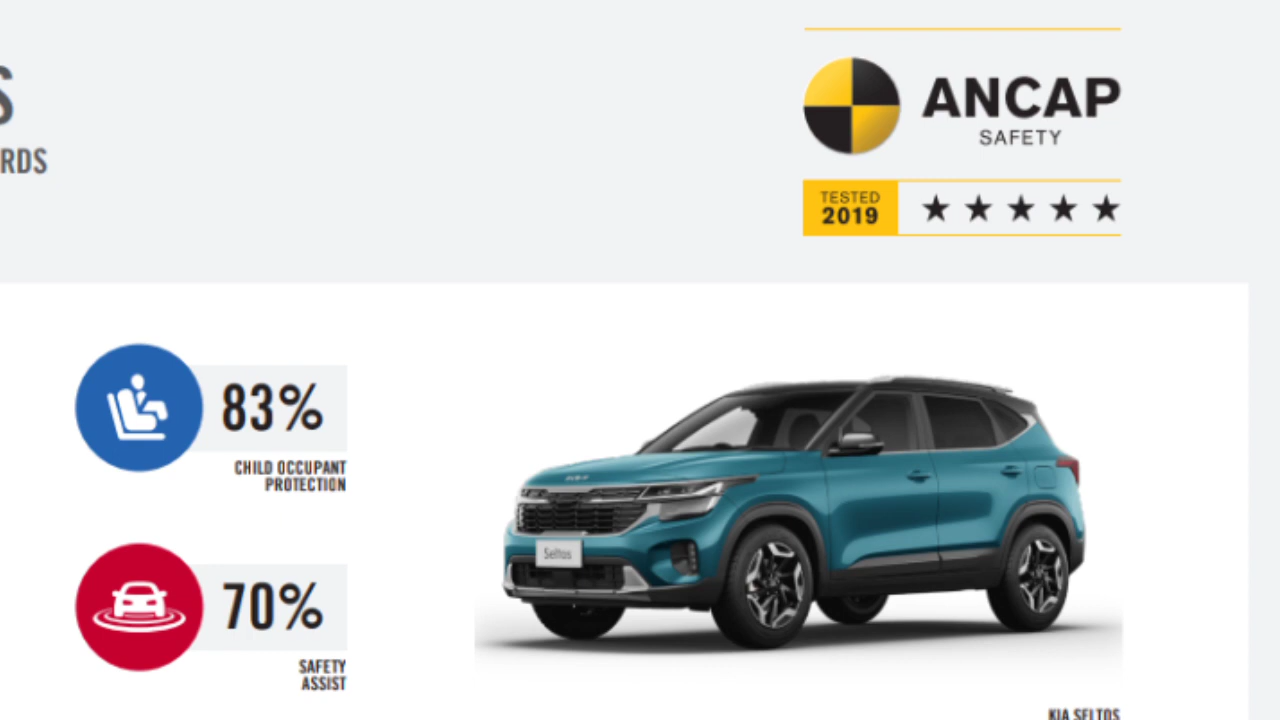 S
RDS
ANCAP
SAFETY
TESTED
2019
83%
CHILD OCCUPANT
PROTECTION
70%
SAFETY
ASSIST
Seltos
KIA SELTOS